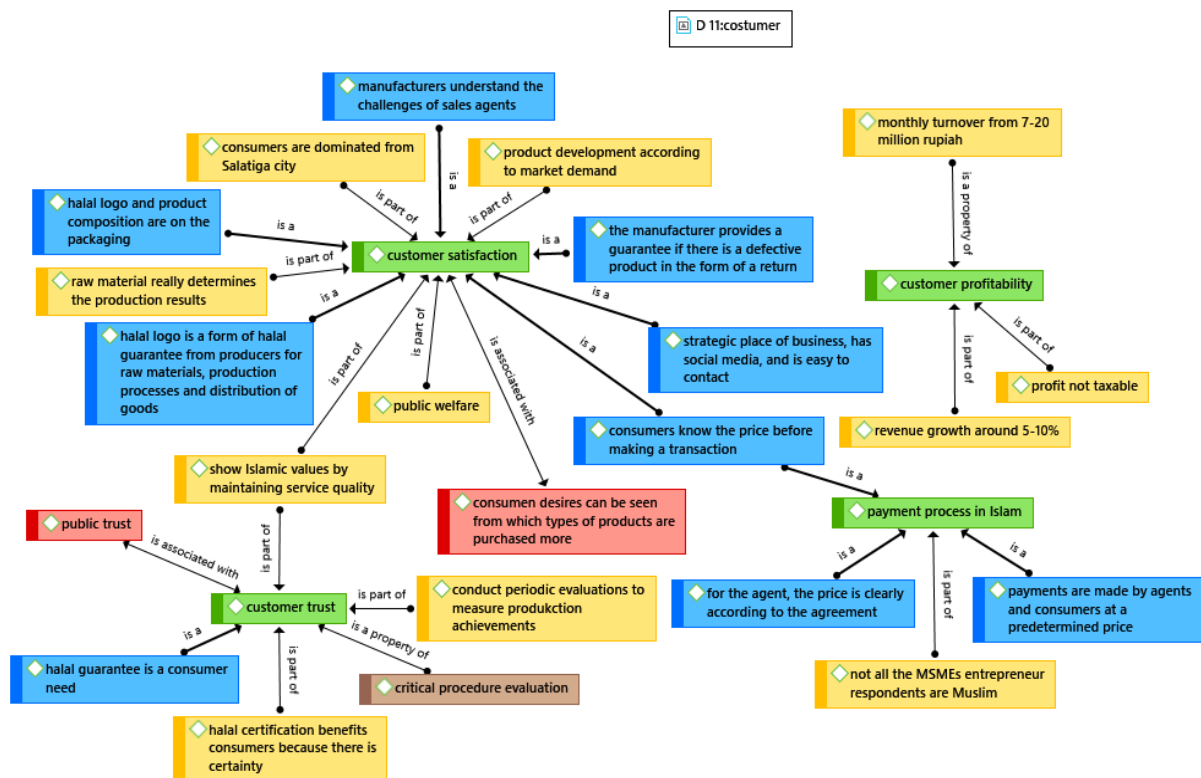 D 11:costumer
manufacturers understand the
challenges of sales agents
monthly turnover from 7-20
million rupiah
consumers are dominated from
Salatiga city
product development according
to market demand
is a
is part of
is part of
is a property of
halal logo and product
composition are on the
packaging
is a
the manufacturer provides a
guarantee if there is a defective
product in the form of a return
is a
customer satisfaction
is part of
raw material really determines
the production results
customer profitability
is a
halal logo is a form of halal
guarantee from producers for
raw materials, production
processes and distribution of
goods
is part of
is part of
is associated with
is a
is a
strategic place of business, has
social media, and is easy to
contact
is part of
is part of
profit not taxable
public welfare
revenue growth around 5-10%
consumers know the price before
making a transaction
is a
show Islamic values by
maintaining service quality
consumen desires can be seen
from which types of products are
purchased more
payment process in Islam
public trust
is associated with
is part of
is a
is part of
is a
customer trust
is part of
conduct periodic evaluations to
measure produkction
achievements
for the agent, the price is clearly
according to the agreement
payments are made by agents
and consumers at a
predetermined price
is a
is part of
is a property of
halal guarantee is a consumer
need
critical procedure evaluation
not all the MSMEs entrepreneur
respondents are Muslim
halal certification benefits
consumers because there is
certainty